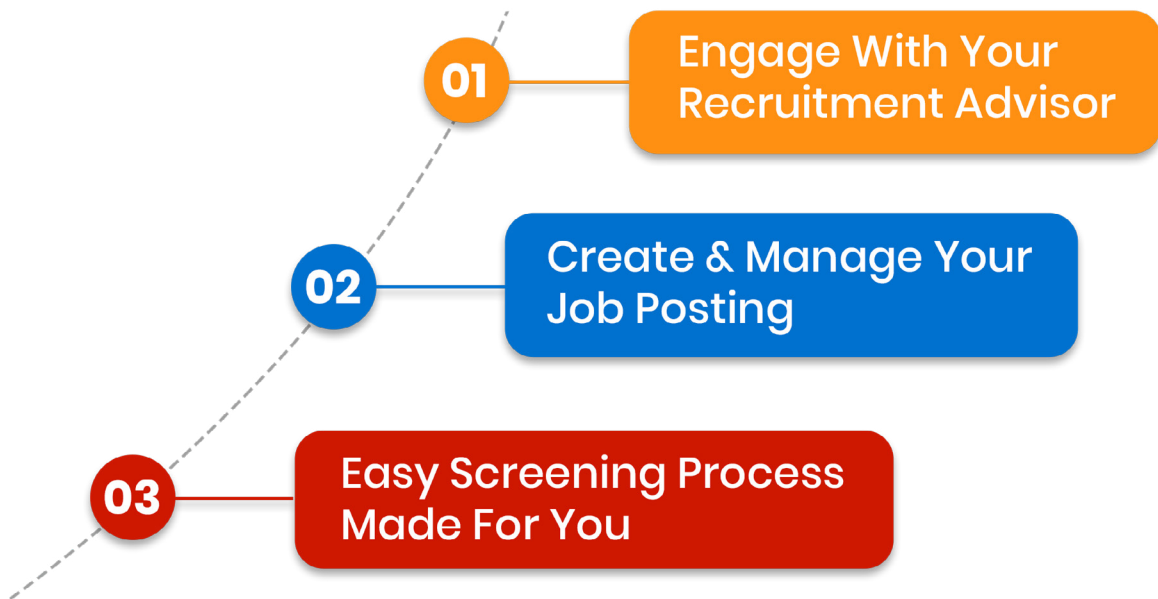 01
Engage With Your
Recruitment Advisor
02
Create & Manage Your
Job Posting
03
Easy Screening Process
Made For You